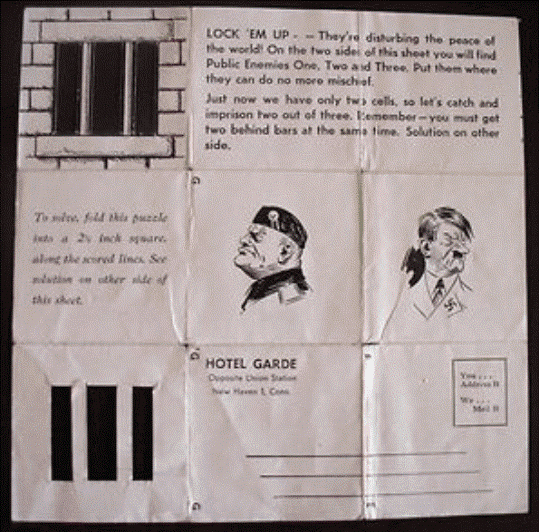 LOCK 'EM UP - — They're disturbing the peace of
the world! On the two sides of this sheet you will find
Public Enemies One, Two and Three. Put them where
they can do no more mischief.
Just now we have only two cells, so let's catch and
imprison two out of three. Remember—you must get
two behind bars at the same time. Solution on other
side.
To solve, fold this puzzle
into a 2½ inch square,
along the scored lines. See
solution on other side of
this sheet.
HOTEL GARDE
Opposite Union Station
New Haven 1, Conn.
You . . .
Address It
We . . .
Mail It